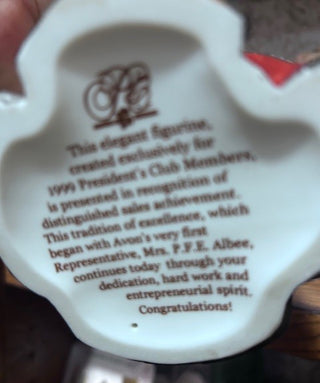 This elegant figurine,
created exclusively for
1999 President's Club Members,
is presented in recognition of
distinguished sales achievement.
This tradition of excellence, which
began with Avon's very first
Representative, Mrs. P.F.E. Albee,
continues today through your
dedication, hard work and
entrepreneurial spirit.
Congratulations!